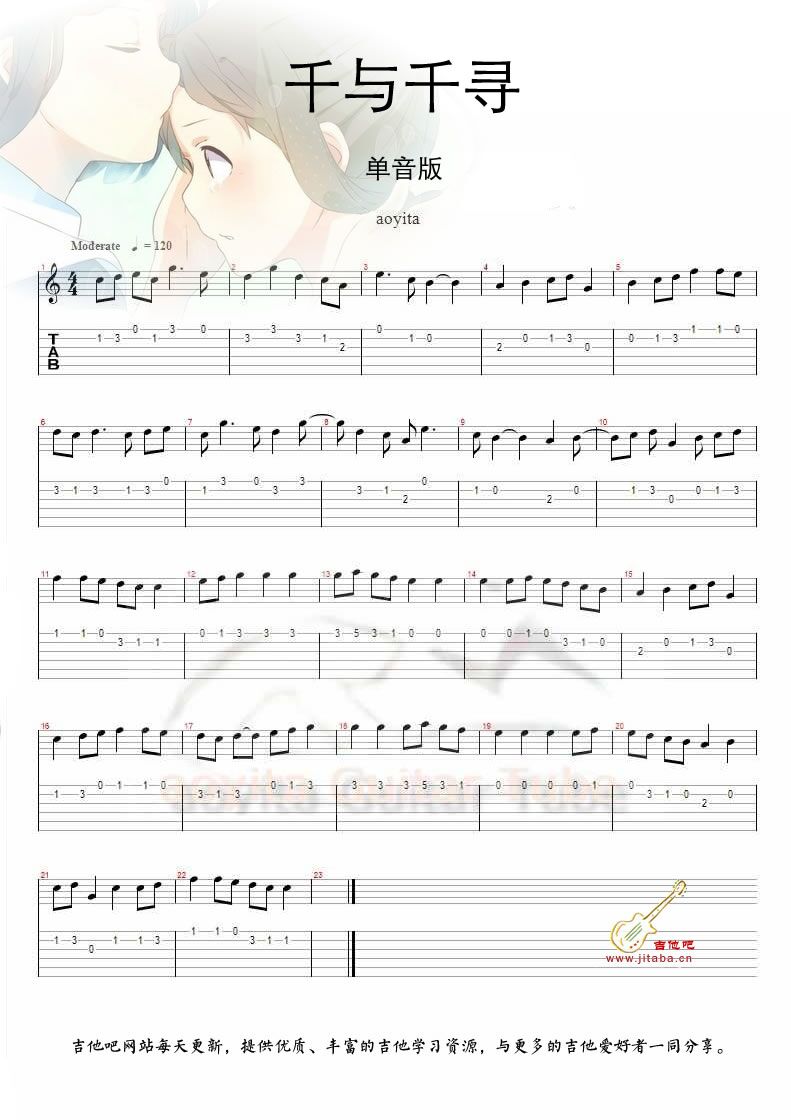 千与千寻
单音版
aoyita
Moderate ♩ = 120
1 2 3 4 5
4
4
0 3 0 3 0 1 1 0
T 1 3 1 3 3 1 1 0 0 1 3 0 1 3
A 2 2 0
B
6 7 8 9 10
0 3 0 3 0
3 1 3 1 3 1 3 3 1 1 0 0 1 3 0 1 3
2 2 0
11 12 13 14 15
1 1 0 0 1 3 3 3 3 5 3 1 0 0 0 0 1 0
3 1 1 3 1 0 0 1 3
2 0
16 17 18 19 20
0 1 1 0 0 1 3 3 3 3 5 3 1 0 0 0 0 0 1 0
1 3 3 1 3 3 1 0 0
2
aoyita Guitar Tube
21 22 23
1 1 0
1 3 1 1 3 3 1 1
0
吉他吧
www.jitaba.cn
吉他吧网站每天更新，提供优质、丰富的吉他学习资源，与更多的吉他爱好者一同分享。